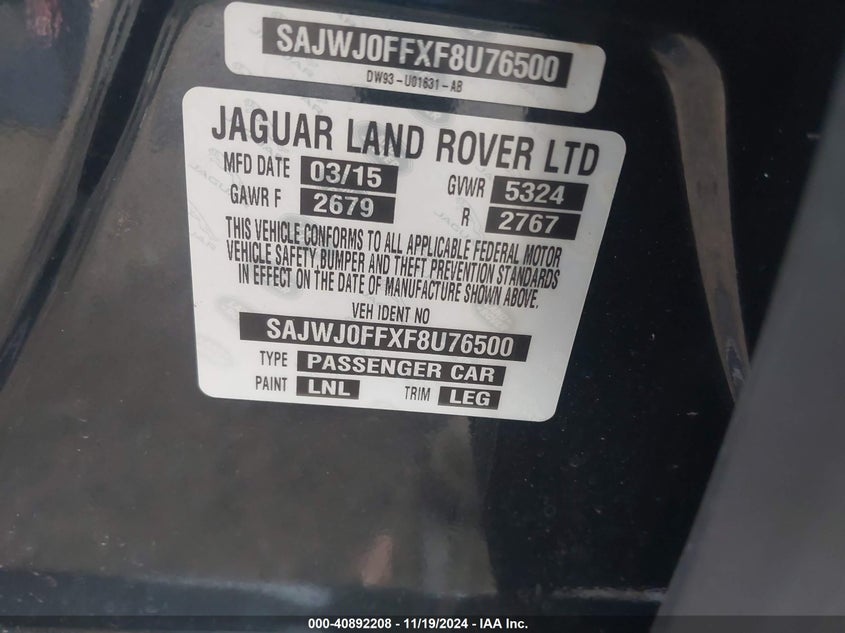 SAJWJ0FFXF8U76500
DW93-U01631-AB
JAGUAR LAND ROVER LTD
MFD DATE 03/15 GVWR 5324
GAWR F 2679 R 2767
THIS VEHICLE CONFORMS TO ALL APPLICABLE FEDERAL MOTOR
VEHICLE SAFETY BUMPER AND THEFT PREVENTION STANDARDS
IN EFFECT ON THE DATE OF MANUFACTURE SHOWN ABOVE.
VEH IDENT NO
SAJWJ0FFXF8U76500
TYPE PASSENGER CAR
PAINT LNL TRIM LEG
000-40892208 - 11/19/2024 - IAA Inc.